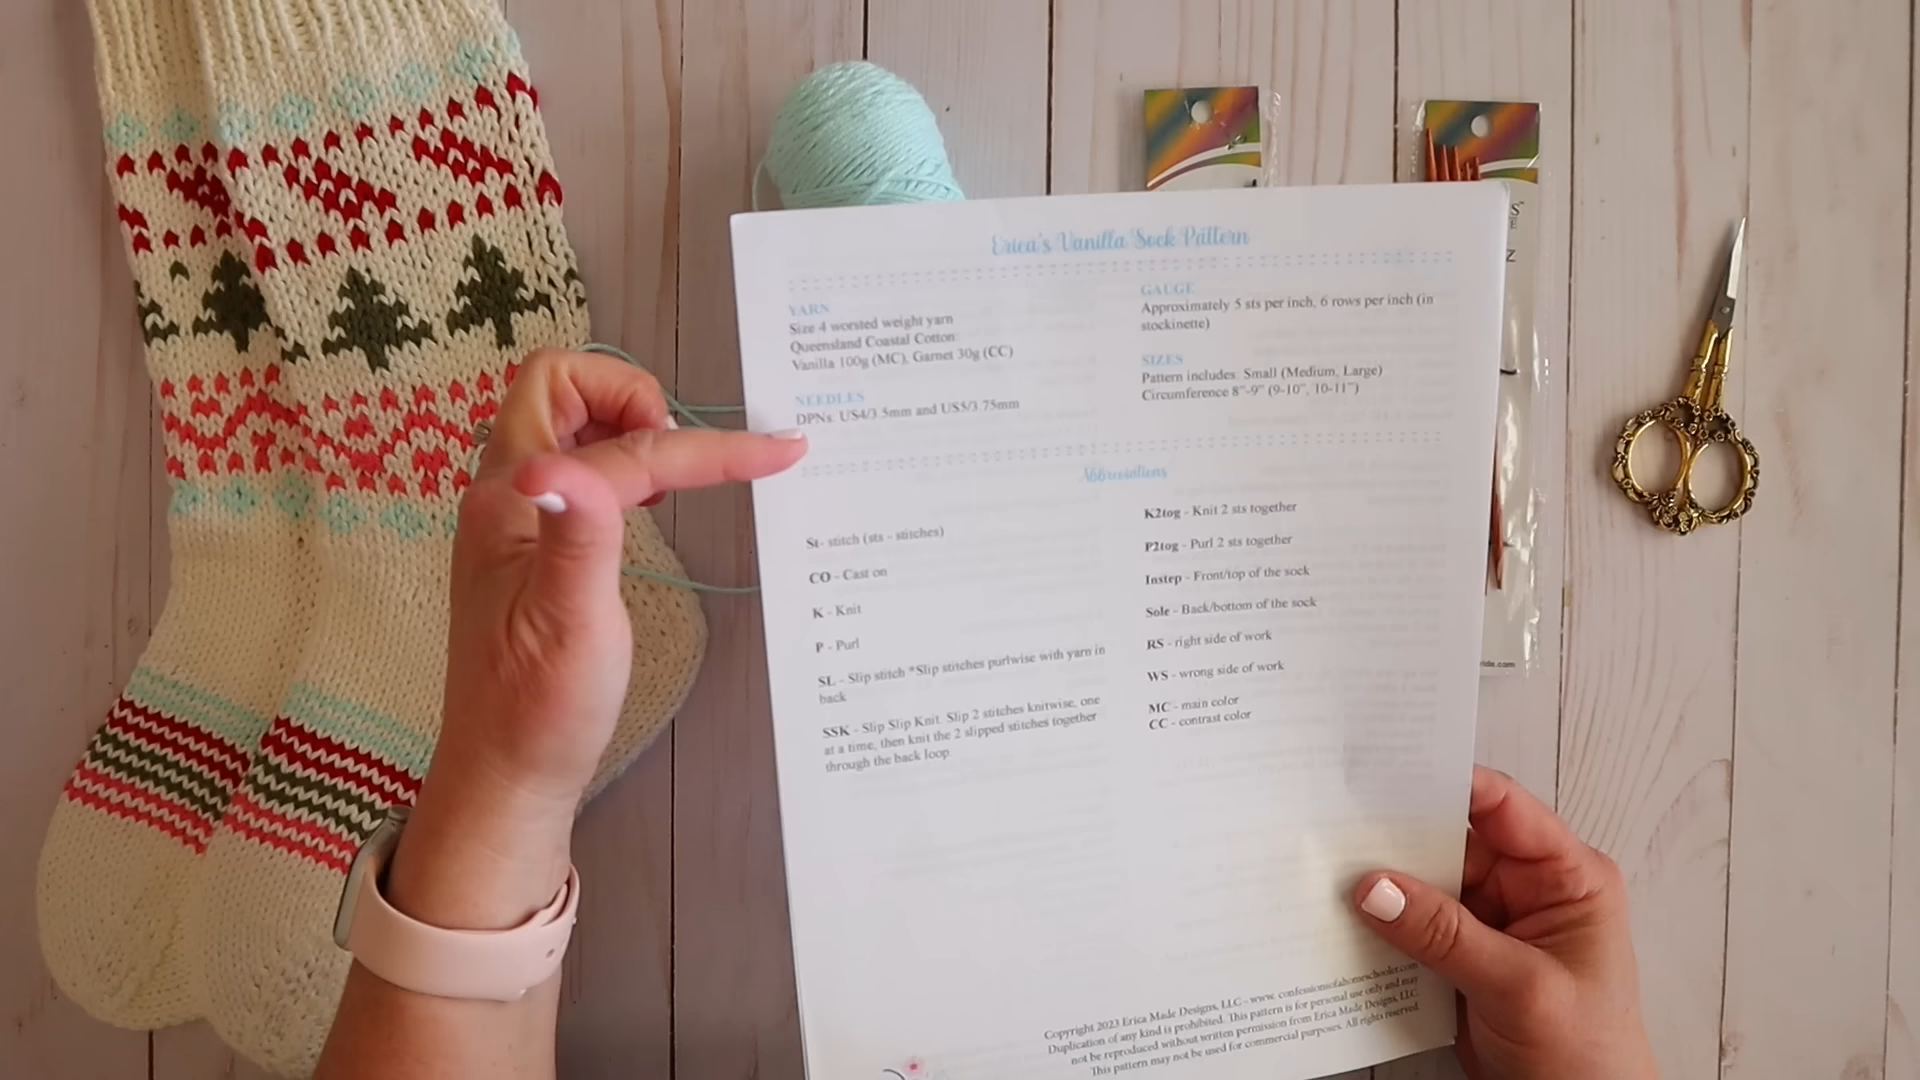 Erica's Vanilla Sock Pattern
YARN
Size 4 worsted weight yarn
Queensland Coastal Cotton
Vanilla 100g (MC), Garnet 30g (CC)
NEEDLES
DPNs: US4/3.5mm and US5/3.75mm
GAUGE
Approximately 5 sts per inch, 6 rows per inch (in
stockinette)
SIZES
Pattern includes: Small (Medium, Large)
Circumference 8"-9" (9-10", 10-11")
Abbreviations
St- stitch (sts - stitches)
CO - Cast on
K - Knit
P - Purl
SL - Slip stitch *Slip stitches purlwise with yarn in
back
SSK - Slip Slip Knit. Slip 2 stitches knitwise, one
at a time, then knit the 2 slipped stitches together
through the back loop.
K2tog - Knit 2 sts together
P2tog - Purl 2 sts together
Instep - Front/top of the sock
Sole - Back/bottom of the sock
RS - right side of work
WS - wrong side of work
MC - main color
CC - contrast color
Copyright 2023 Erica Made Designs, LLC - www. confessionsofahomeschooler.com
Duplication of any kind is prohibited. This pattern is for personal use only and may
not be reproduced without written permission from Erica Made Designs, LLC.
This pattern may not be used for commercial purposes. All rights reserved.